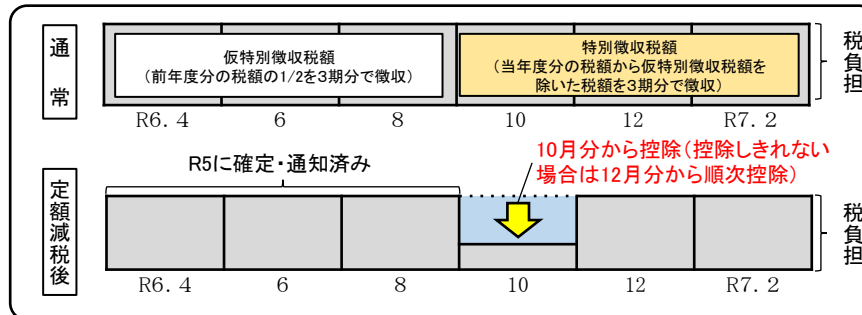 通常
仮特別徴収税額
(前年度分の税額の1/2を3期分で徴収)
特別徴収税額
(当年度分の税額から仮特別徴収税額を
除いた税額を3期分で徴収)
税負担
R6.4 6 8 10 12 R7.2
R5に確定・通知済み
10月分から控除(控除しきれない
場合は12月分から順次控除)
定額減税後
税負担
R6.4 6 8 10 12 R7.2